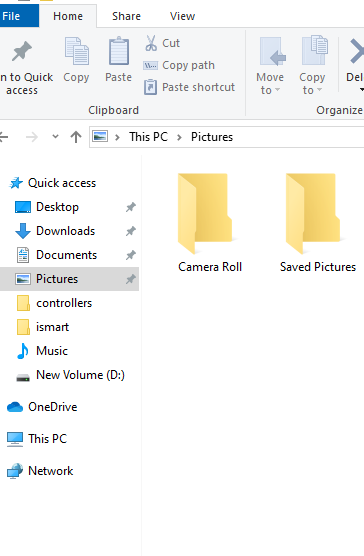 File Home Share View
n to Quick
access
Copy
Paste
Cut
Copy path
Paste shortcut
Move
to
Copy
to
Del
Clipboard
Organize
This PC > Pictures
Quick access
Desktop
Downloads
Documents
Pictures
controllers
ismart
Music
New Volume (D:)
OneDrive
This PC
Network
Camera Roll
Saved Pictures